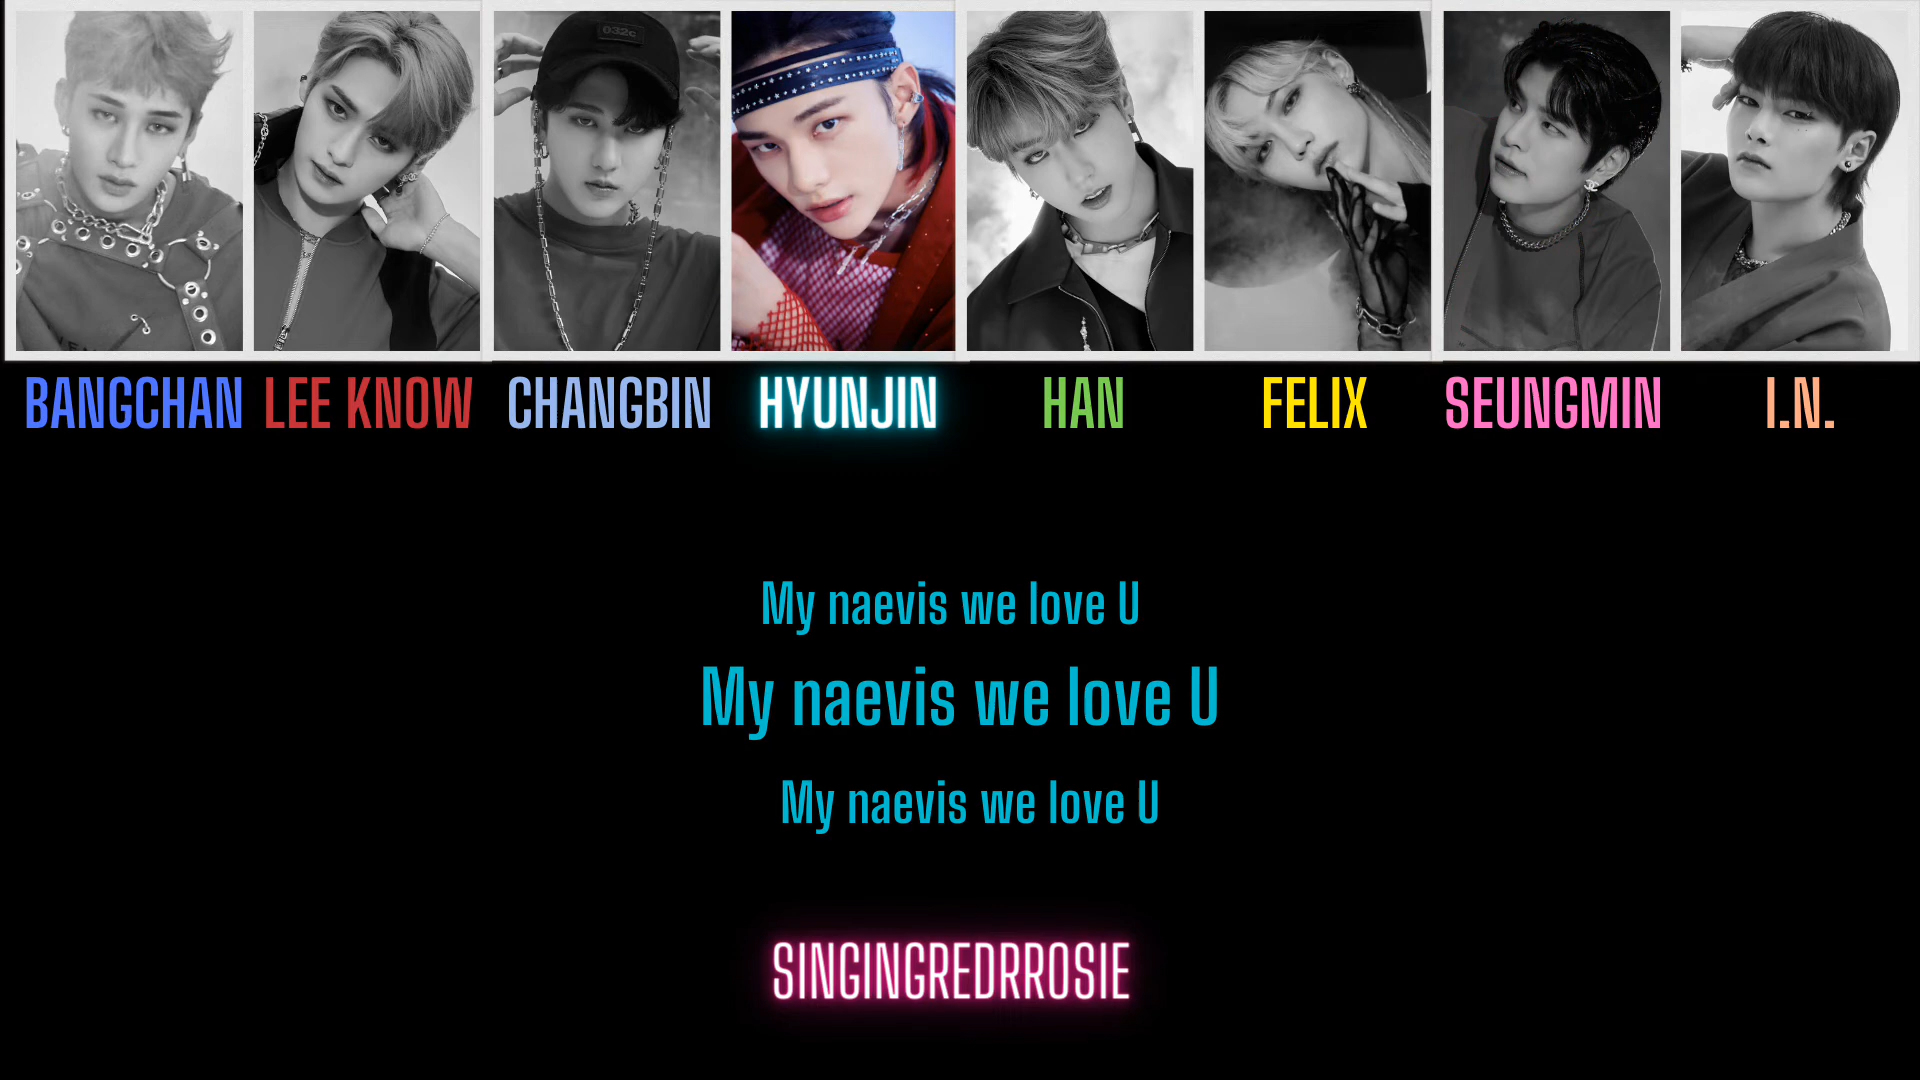 032c
BANGCHAN LEE KNOW CHANGBIN HYUNJIN HAN FELIX SEUNGMIN I.N.
My naevis we love U
My naevis we love U
My naevis we love U
SINGINGREDRROSIE